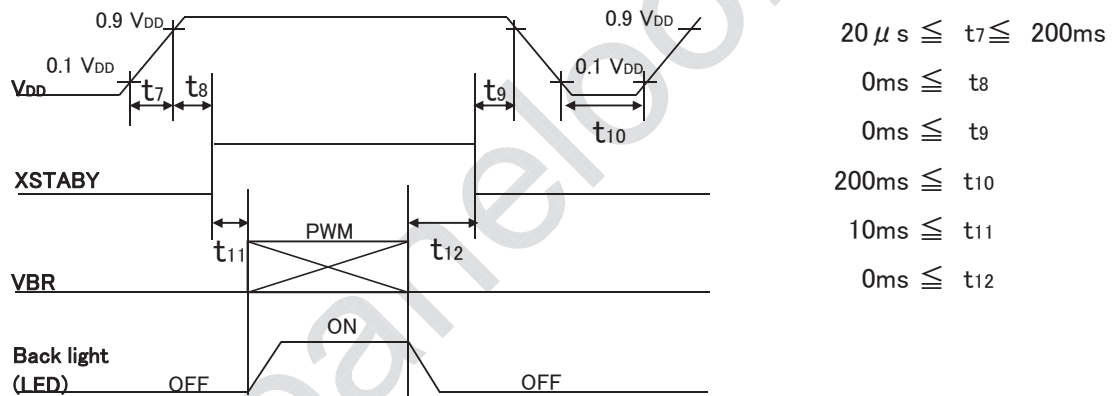 0.9 VDD
0.9 VDD
0.1 VDD
0.1 VDD
VDD
t7
t8
t9
t10
XSTABY
t11
PWM
t12
VBR
ON
Back light
(LED)
OFF
OFF
20 μs ≦ t7 ≦ 200ms
0ms ≦ t8
0ms ≦ t9
200ms ≦ t10
10ms ≦ t11
0ms ≦ t12
paneloo